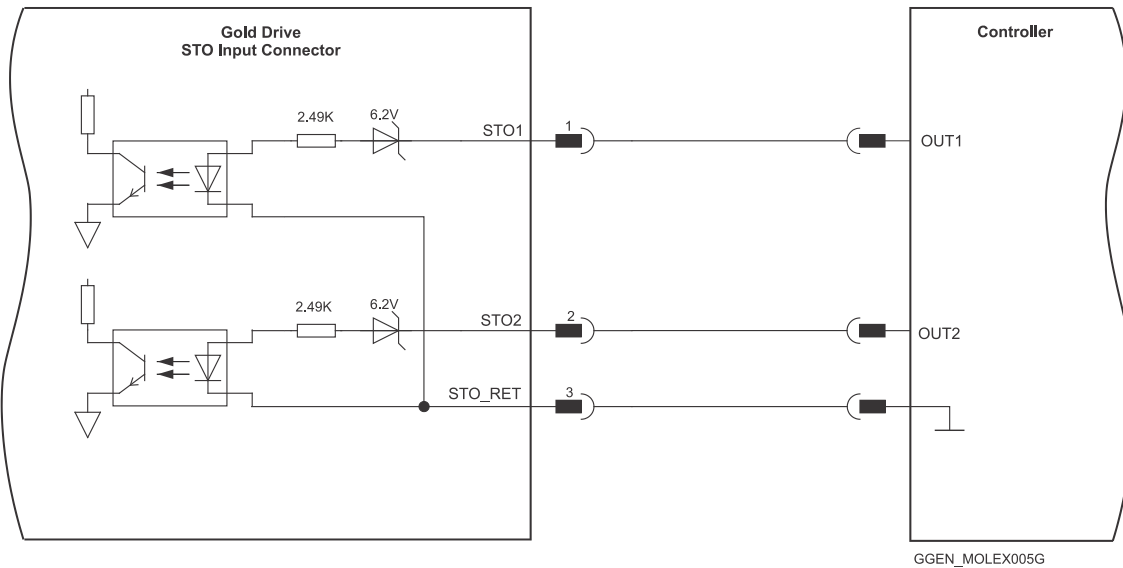 Gold Drive
STO Input Connector
Controller
2.49K
6.2V
STO1
1
OUT1
2.49K
6.2V
STO2
2
OUT2
STO_RET
3
GGEN_MOLEX005G